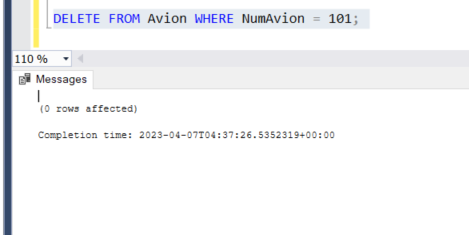 DELETE FROM Avion WHERE NumAvion = 101;
110 %
Messages
(0 rows affected)
Completion time: 2023-04-07T04:37:26.5352319+00:00